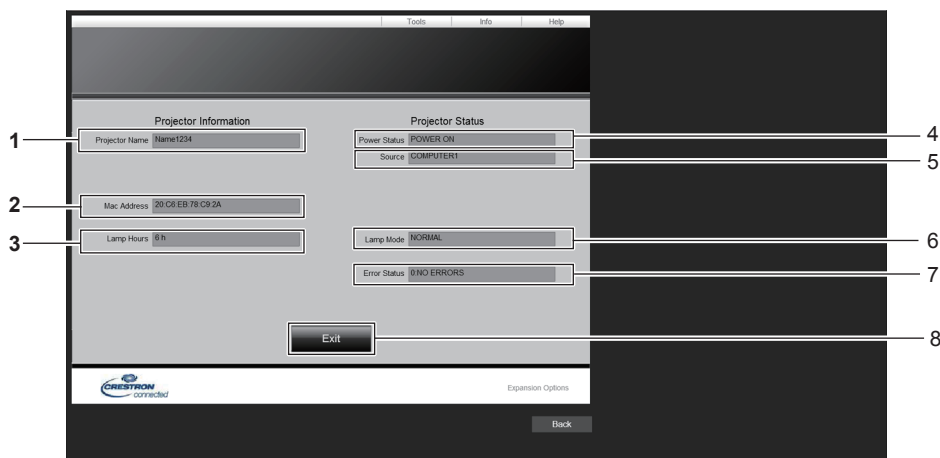 Tools Info Help
Projector Information
Projector Status
1
Projector Name Name1234
Power Status POWER ON
4
Source COMPUTER1
5
2
Mac Address 20:C6:EB:78:C9:2A
3
Lamp Hours 6 h
Lamp Mode NORMAL
6
Error Status 0:NO ERRORS
7
Exit
8
CRESTRON
connected
Expansion Options
Back